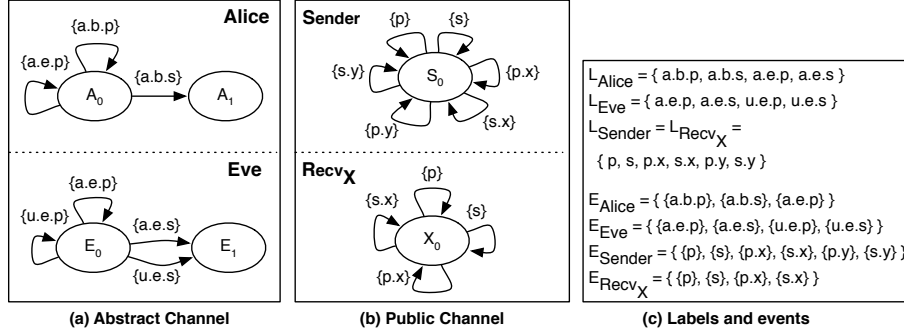 Alice
{a.b.p}
{a.e.p}
{a.b.s}
A0
A1
Eve
{a.e.p}
{u.e.p}
{a.e.s}
E0
E1
{u.e.s}
(a) Abstract Channel
Sender
{p}
{s}
{s.y}
{p.x}
S0
{p.y}
{s.x}
RecvX
{p}
{s.x}
{s}
X0
{p.x}
(b) Public Channel
LAlice = { a.b.p, a.b.s, a.e.p, a.e.s }
LEve = { a.e.p, a.e.s, u.e.p, u.e.s }
LSender = LRecvX =
{ p, s, p.x, s.x, p.y, s.y }
EAlice = { {a.b.p}, {a.b.s}, {a.e.p} }
EEve = { {a.e.p}, {a.e.s}, {u.e.p}, {u.e.s} }
ESender = { {p}, {s}, {p.x}, {s.x}, {p.y}, {s.y} }
ERecvX = { {p}, {s}, {p.x}, {s.x} }
(c) Labels and events